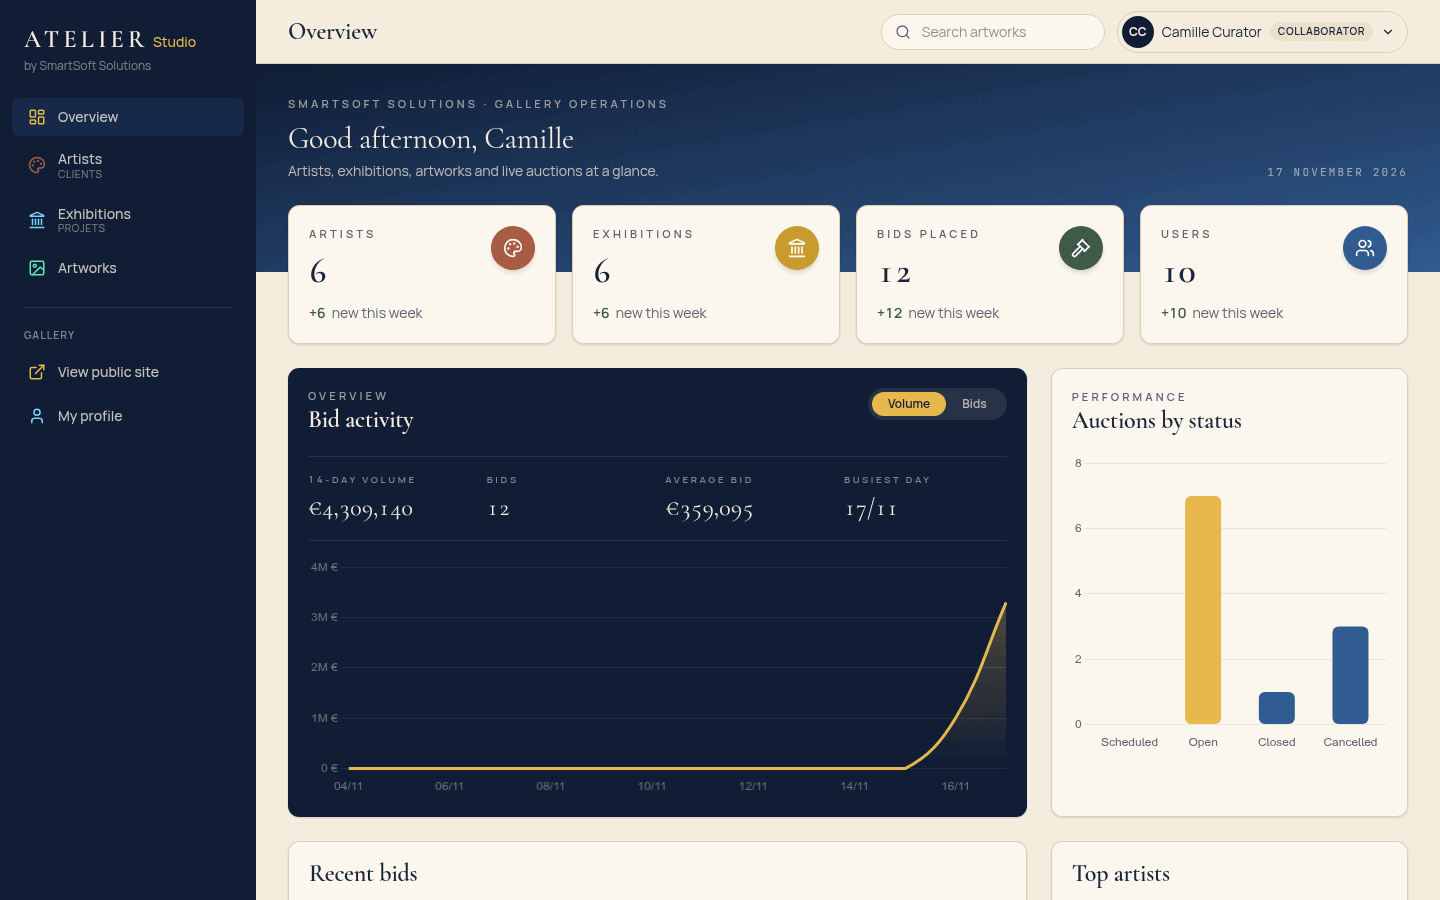 ATELIER Studio
by SmartSoft Solutions
Overview
Artists
CLIENTS
Exhibitions
PROJETS
Artworks
GALLERY
View public site
My profile
Overview
Search artworks
CC Camille Curator COLLABORATOR
SMARTSOFT SOLUTIONS · GALLERY OPERATIONS
Good afternoon, Camille
Artists, exhibitions, artworks and live auctions at a glance.
17 NOVEMBER 2026
ARTISTS
6
+6 new this week
EXHIBITIONS
6
+6 new this week
BIDS PLACED
12
+12 new this week
USERS
10
+10 new this week
OVERVIEW
Bid activity
Volume Bids
14-DAY VOLUME
€4,309,140
BIDS
12
AVERAGE BID
€359,095
BUSIEST DAY
17/11
4M €
3M €
2M €
1M €
0 €
04/11 06/11 08/11 10/11 12/11 14/11 16/11
PERFORMANCE
Auctions by status
8
6
4
2
0
Scheduled Open Closed Cancelled
Recent bids
Top artists